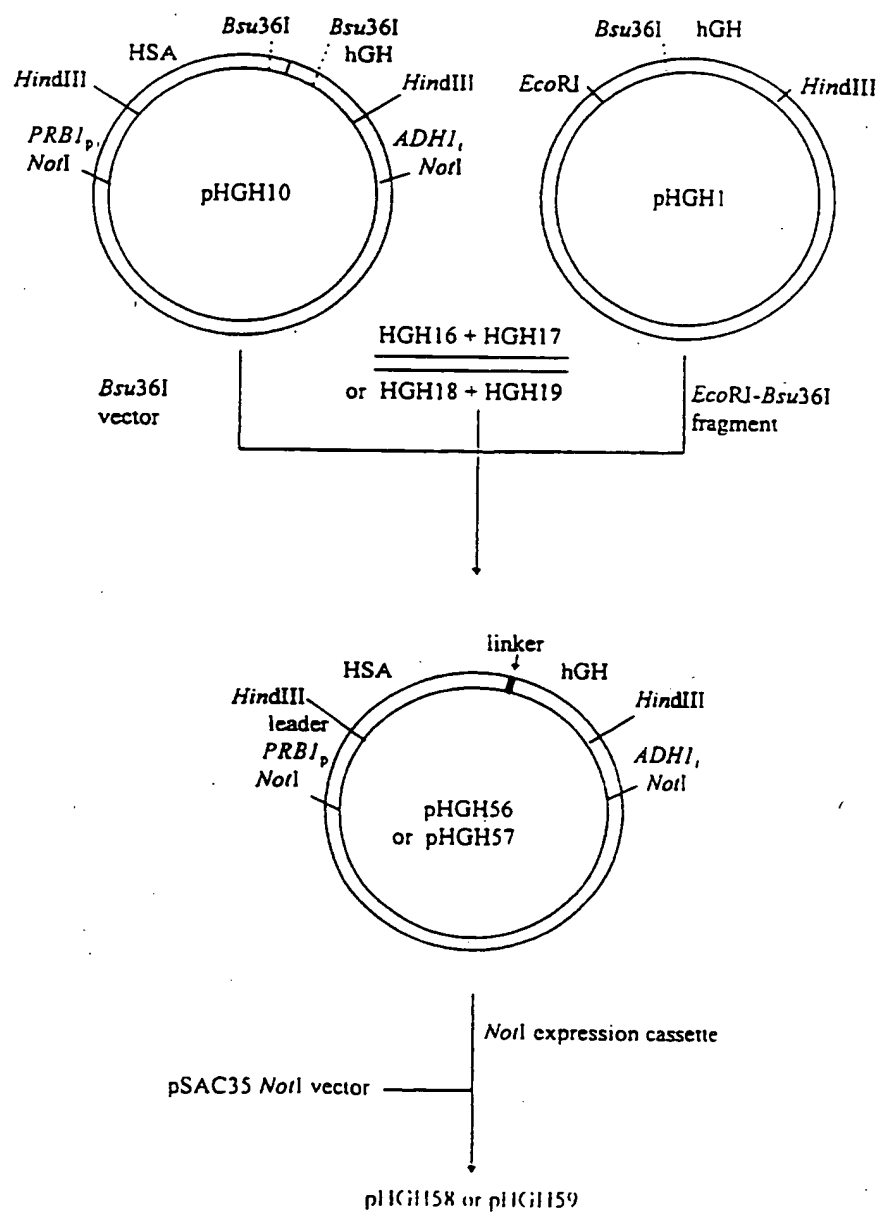 Bsu36I
Bsu36I
HSA
hGH
HindIII
HindIII
PRB1p,
NotI
ADH1t
NotI
pHGH10
Bsu36I hGH
EcoRI
HindIII
pHGH1
HGH16 + HGH17
or HGH18 + HGH19
Bsu36I
vector
EcoRI-Bsu36I
fragment
linker
HSA
hGH
HindIII
leader
PRB1p
NotI
HindIII
ADH1t
NotI
pHGH56
or pHGH57
NotI expression cassette
pSAC35 NotI vector
pHGH58 or pHGH59